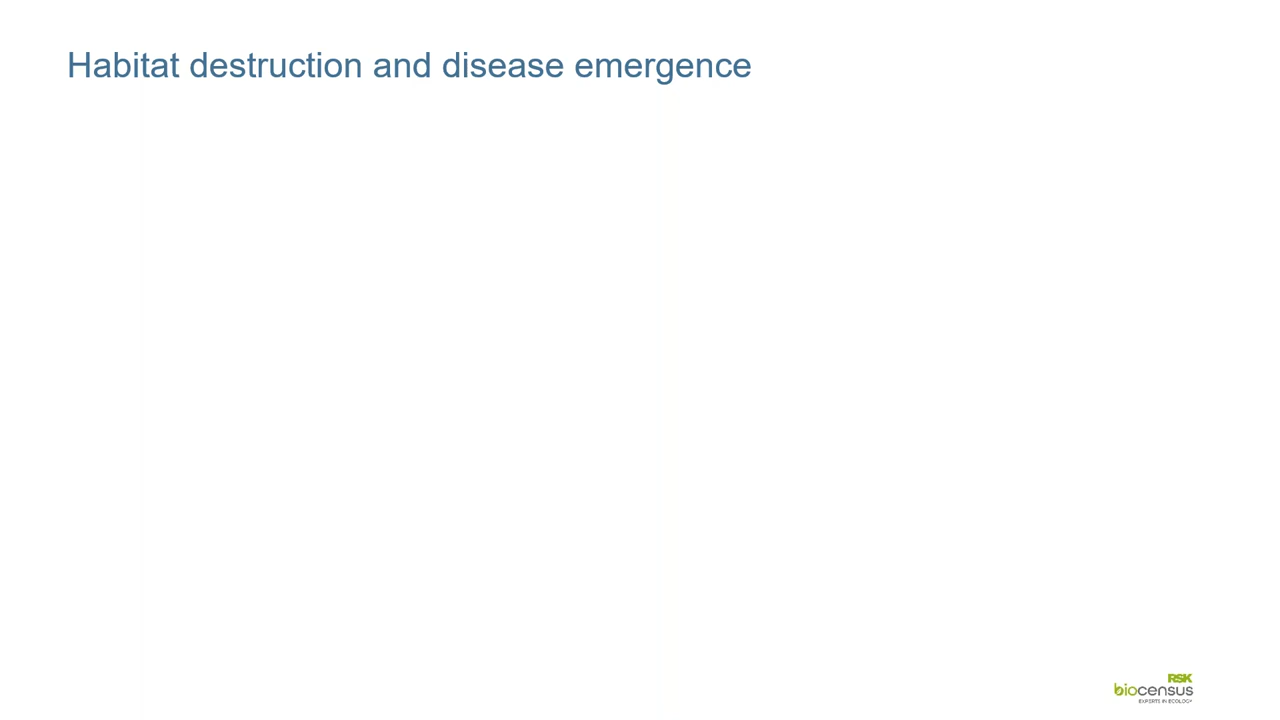 Habitat destruction and disease emergence
RSK
biocensus
EXPERTS IN ECOLOGY